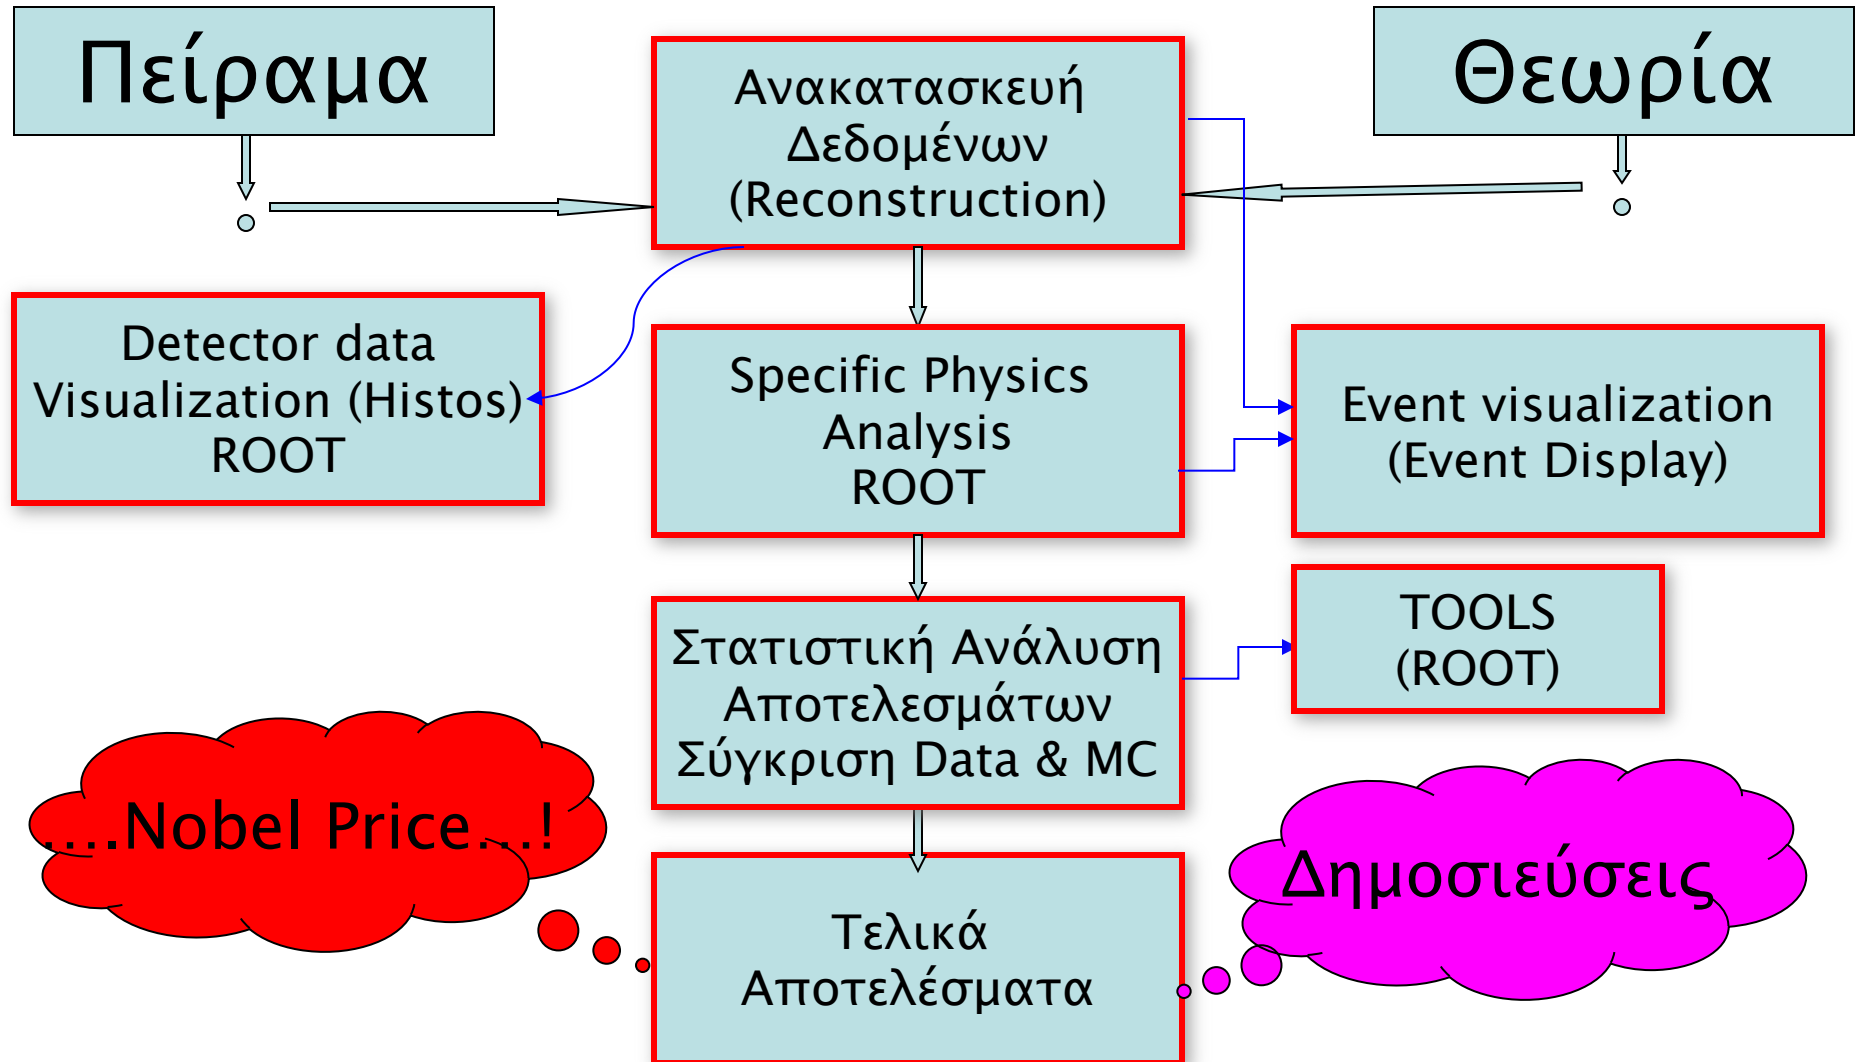 Πείραμα
Ανακατασκευή
Δεδομένων
(Reconstruction)
Θεωρία
Detector data
Visualization (Histos)
ROOT
Specific Physics
Analysis
ROOT
Event visualization
(Event Display)
Στατιστική Ανάλυση
Αποτελεσμάτων
Σύγκριση Data & MC
TOOLS
(ROOT)
....Nobel Price...!
Δημοσιεύσεις
Τελικά
Αποτελέσματα